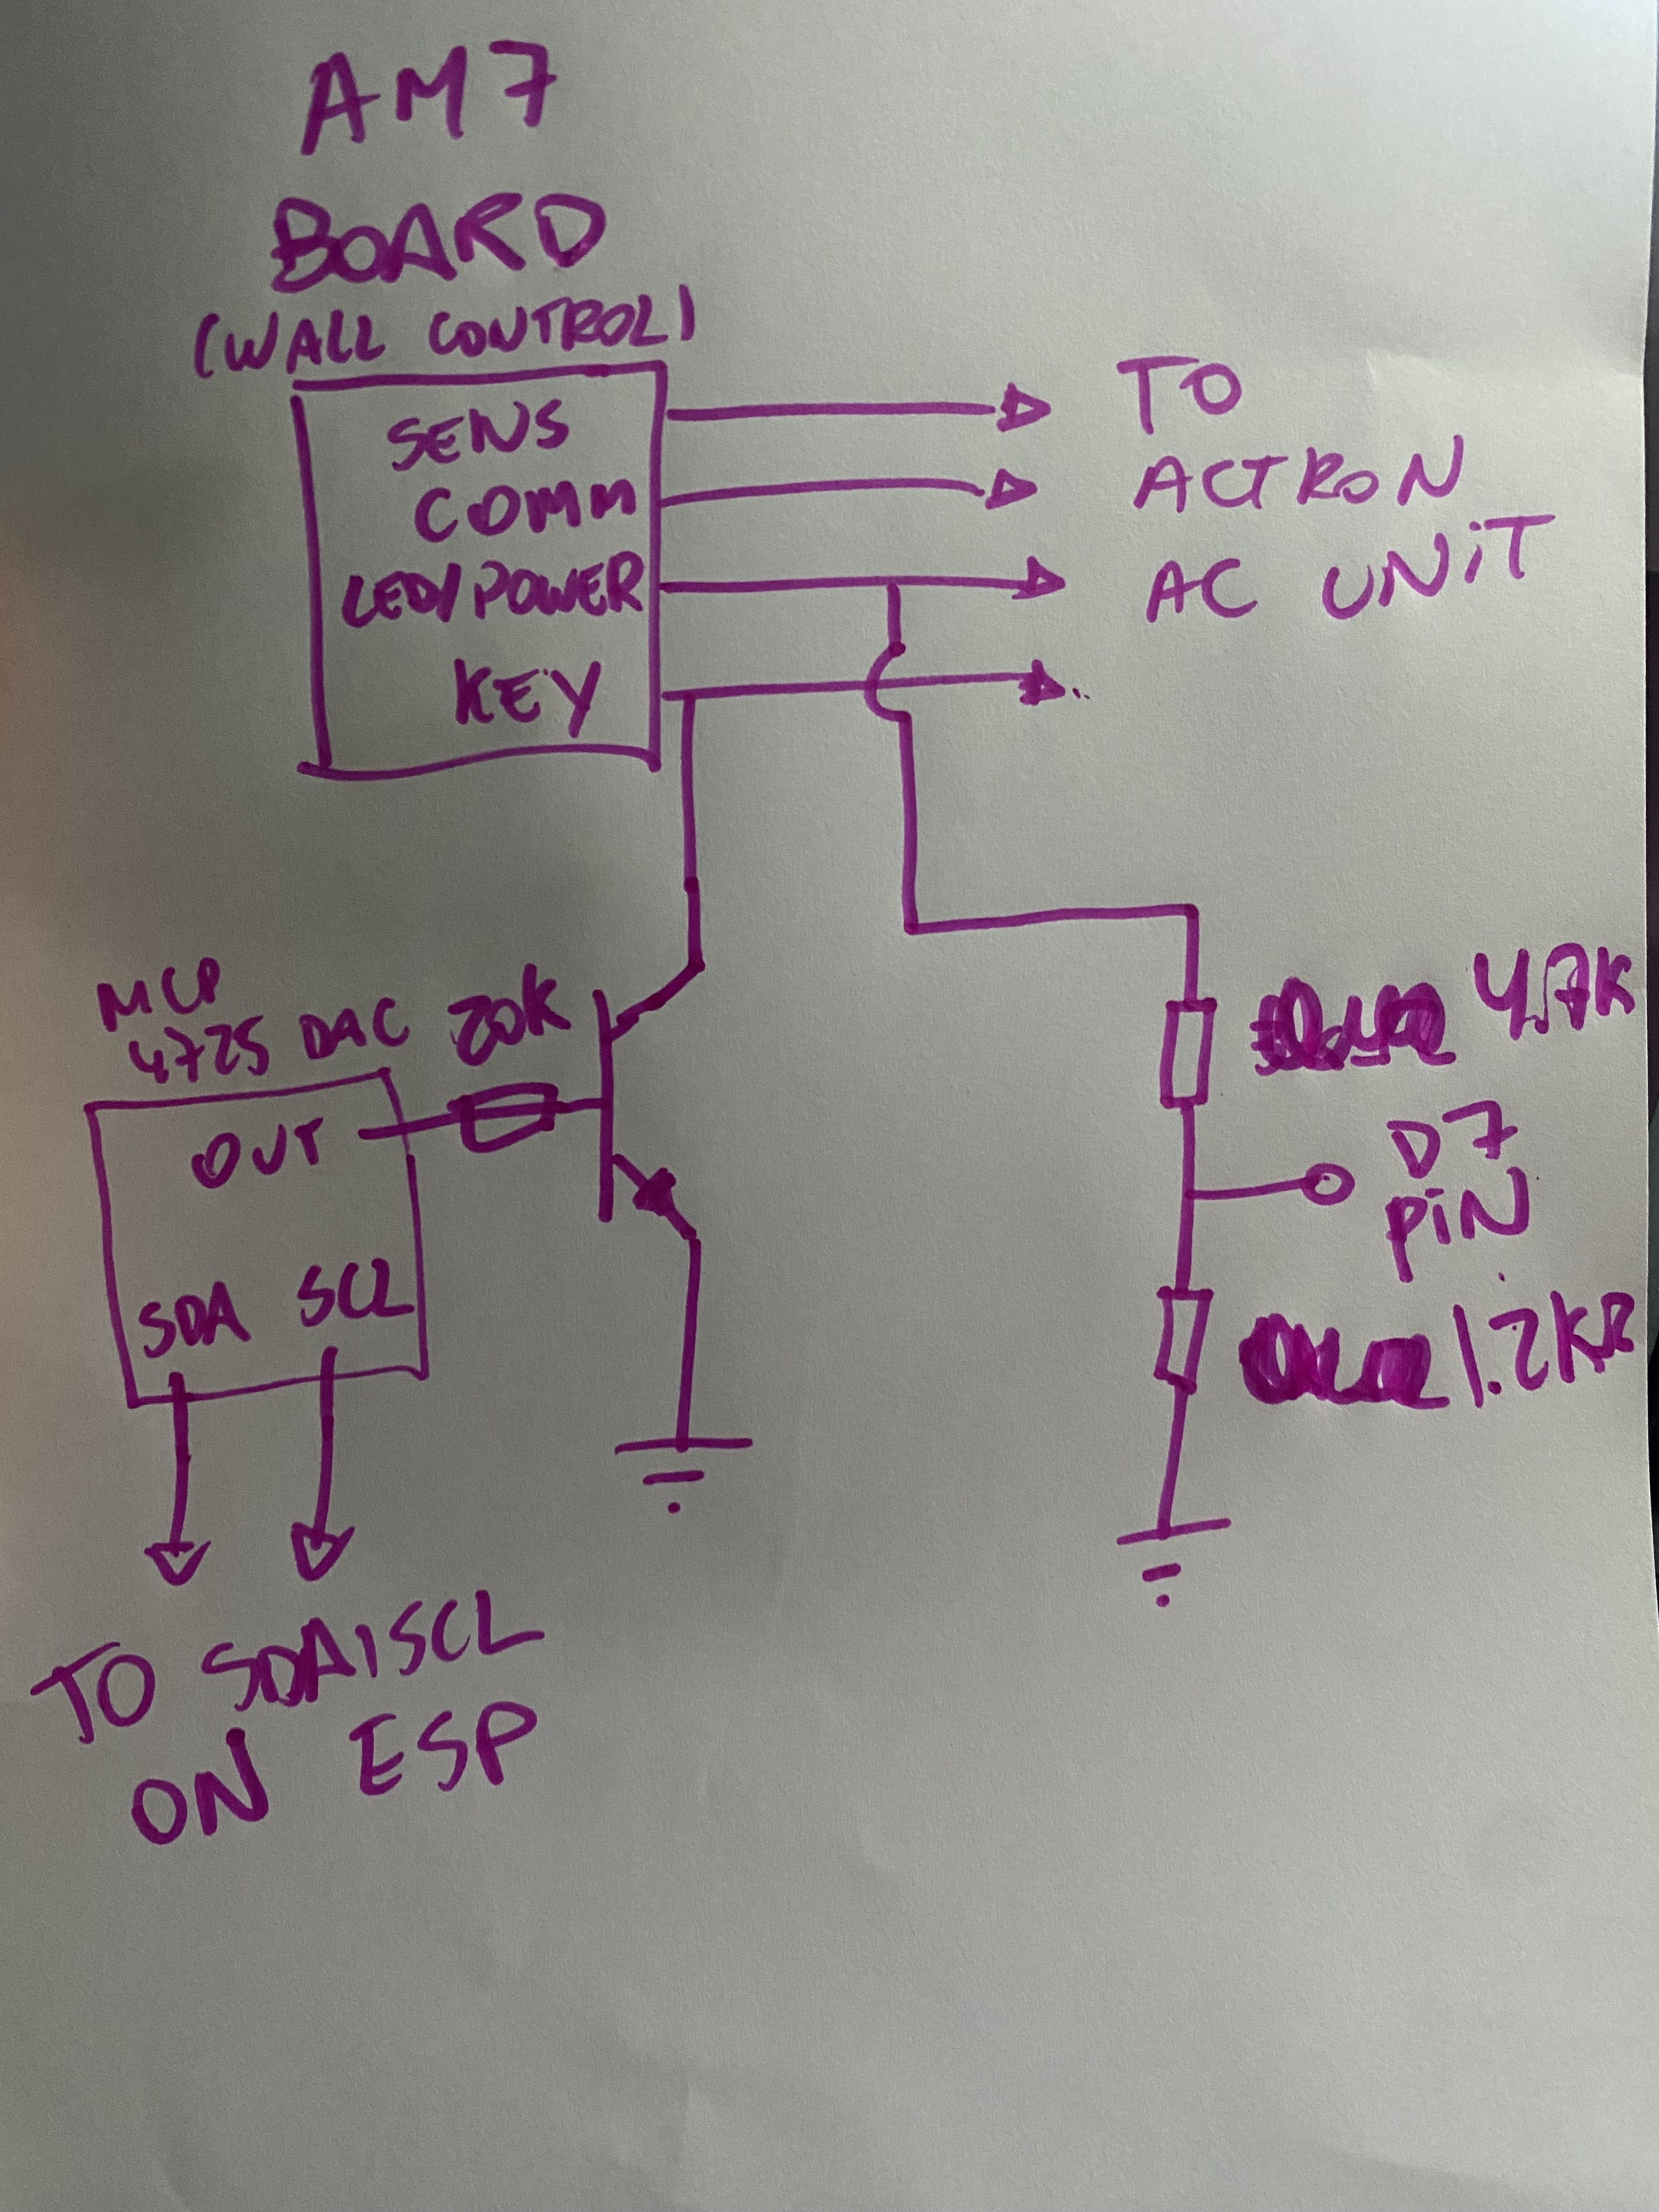 AM7
BOARD
(WALL CONTROL)
SENS
COMM
LED/POWER
KEY
TO
ACTRON
AC UNiT
MCP
4725 DAC
20K
OUT
SDA SCL
TO SDA/SCL
ON ESP
4.7K
D7
PiN
1.2KR